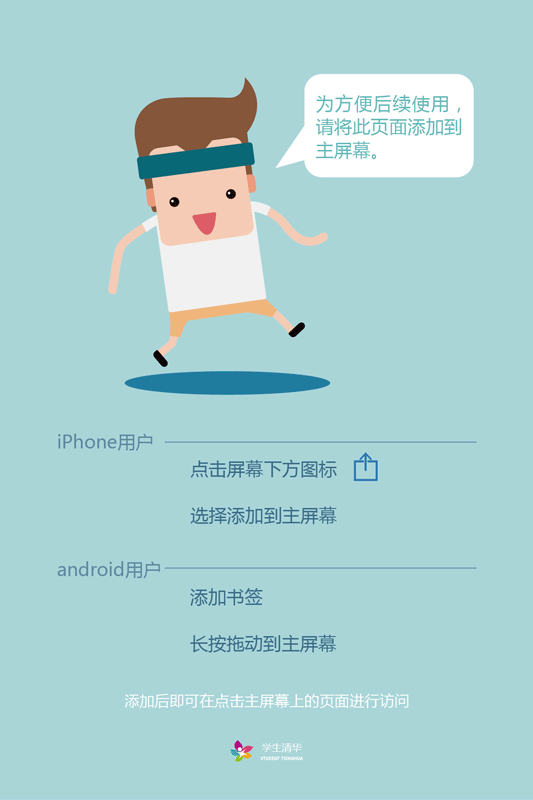 为方便后续使用，
请将此页面添加到
主屏幕。
iPhone用户
点击屏幕下方图标
选择添加到主屏幕
android用户
添加书签
长按拖动到主屏幕
添加后即可在点击主屏幕上的页面进行访问
学生清华
STUDENT TSINGHUA